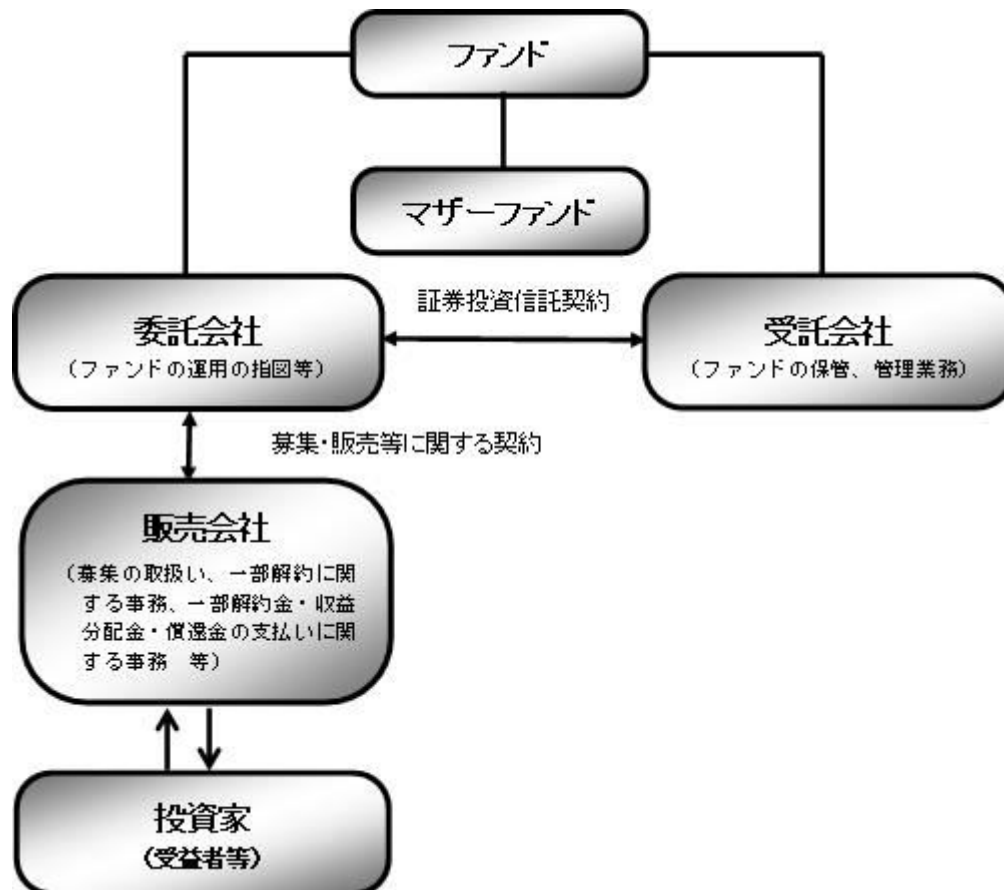 ファンド
マザーファンド
証券投資信託契約
委託会社
(ファンドの運用の指図等)
受託会社
(ファンドの保管、管理業務)
募集・販売等に関する契約
販売会社
(募集の取扱い、一部解約に関
する事務、一部解約金・収益
分配金・償還金の支払いに関
する事務　等)
投資家
(受益者等)